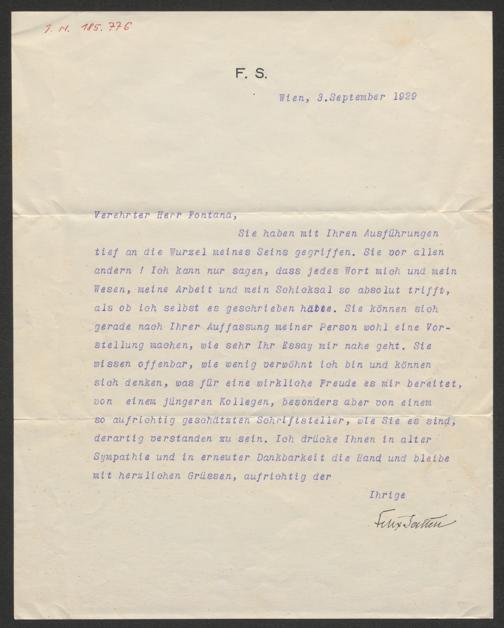 J. N. 185.776
F. S.
Wien, 3.September 1929
Verehrter Herr Fontana,
Sie haben mit Ihren Ausführungen
tief an die Wurzel meines Seins gegriffen. Sie vor allen
andern ! Ich kann nur sagen, dass jedes Wort mich und mein
Wesen, meine Arbeit und mein Schicksal so absolut trifft,
als ob ich selbst es geschrieben hätte. Sie können sich
gerade nach Ihrer Auffassung meiner Person wohl eine Vor-
stellung machen, wie sehr Ihr Essay mir nahe geht. Sie
wissen offenbar, wie wenig verwöhnt ich bin und können
sich denken, was für eine wirkliche Freude es mir bereitet,
von einem jüngeren Kollegen, besonders aber von einem
so aufrichtig geschätzten Schriftsteller, wie Sie es sind,
derartig verstanden zu sein. Ich drücke Ihnen in alter
Sympathie und in erneuter Dankbarkeit die Hand und bleibe
mit herzlichen Grüssen, aufrichtig der
Ihrige
Felix Salten